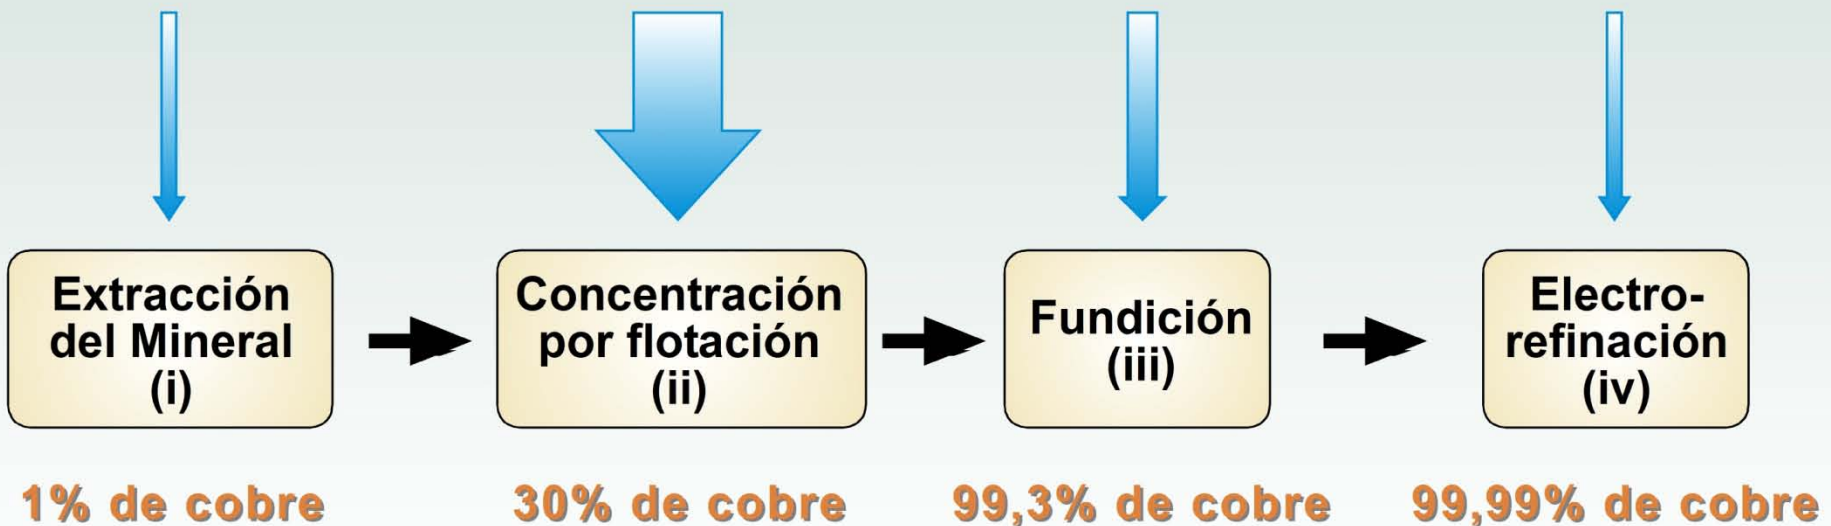 Extracción
del Mineral
(i)
Concentración
por flotación
(ii)
Fundición
(iii)
Electro-
refinación
(iv)
1% de cobre
30% de cobre
99,3% de cobre
99,99% de cobre